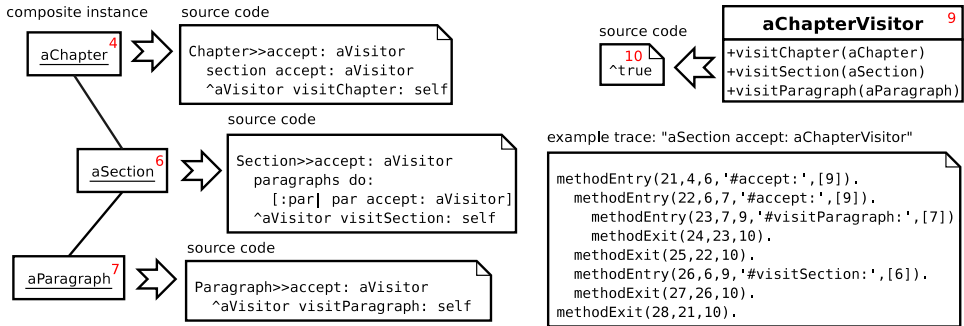 composite instance
aChapter 4
source code
Chapter>>accept: aVisitor
section accept: aVisitor
^aVisitor visitChapter: self
aSection 6
source code
Section>>accept: aVisitor
paragraphs do:
[:par| par accept: aVisitor]
^aVisitor visitSection: self
aParagraph 7
source code
Paragraph>>accept: aVisitor
^aVisitor visitParagraph: self
source code
10
^true
aChapterVisitor 9
+visitChapter(aChapter)
+visitSection(aSection)
+visitParagraph(aParagraph)
example trace: "aSection accept: aChapterVisitor"
methodEntry(21,4,6,'#accept:',[9]).
methodEntry(22,6,7,'#accept:',[9]).
methodEntry(23,7,9,'#visitParagraph:',[7])
methodExit(24,23,10).
methodExit(25,22,10).
methodEntry(26,6,9,'#visitSection:',[6]).
methodExit(27,26,10).
methodExit(28,21,10).